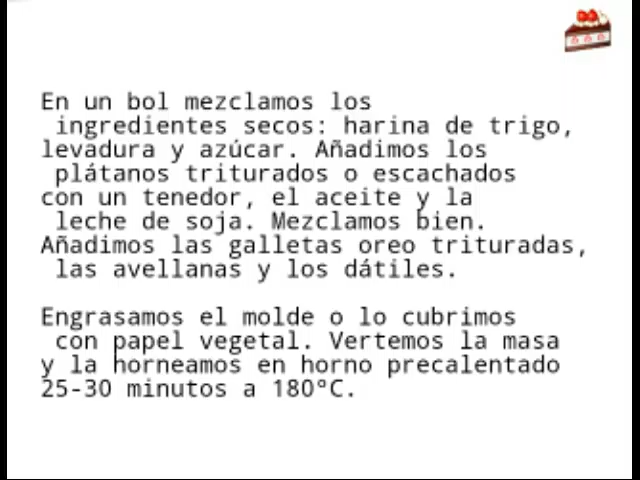 En un bol mezclamos los
ingredientes secos: harina de trigo,
levadura y azúcar. Añadimos los
plátanos triturados o escachados
con un tenedor, el aceite y la
leche de soja. Mezclamos bien.
Añadimos las galletas oreo trituradas,
las avellanas y los dátiles.
Engrasamos el molde o lo cubrimos
con papel vegetal. Vertemos la masa
y la horneamos en horno precalentado
25-30 minutos a 180°C.